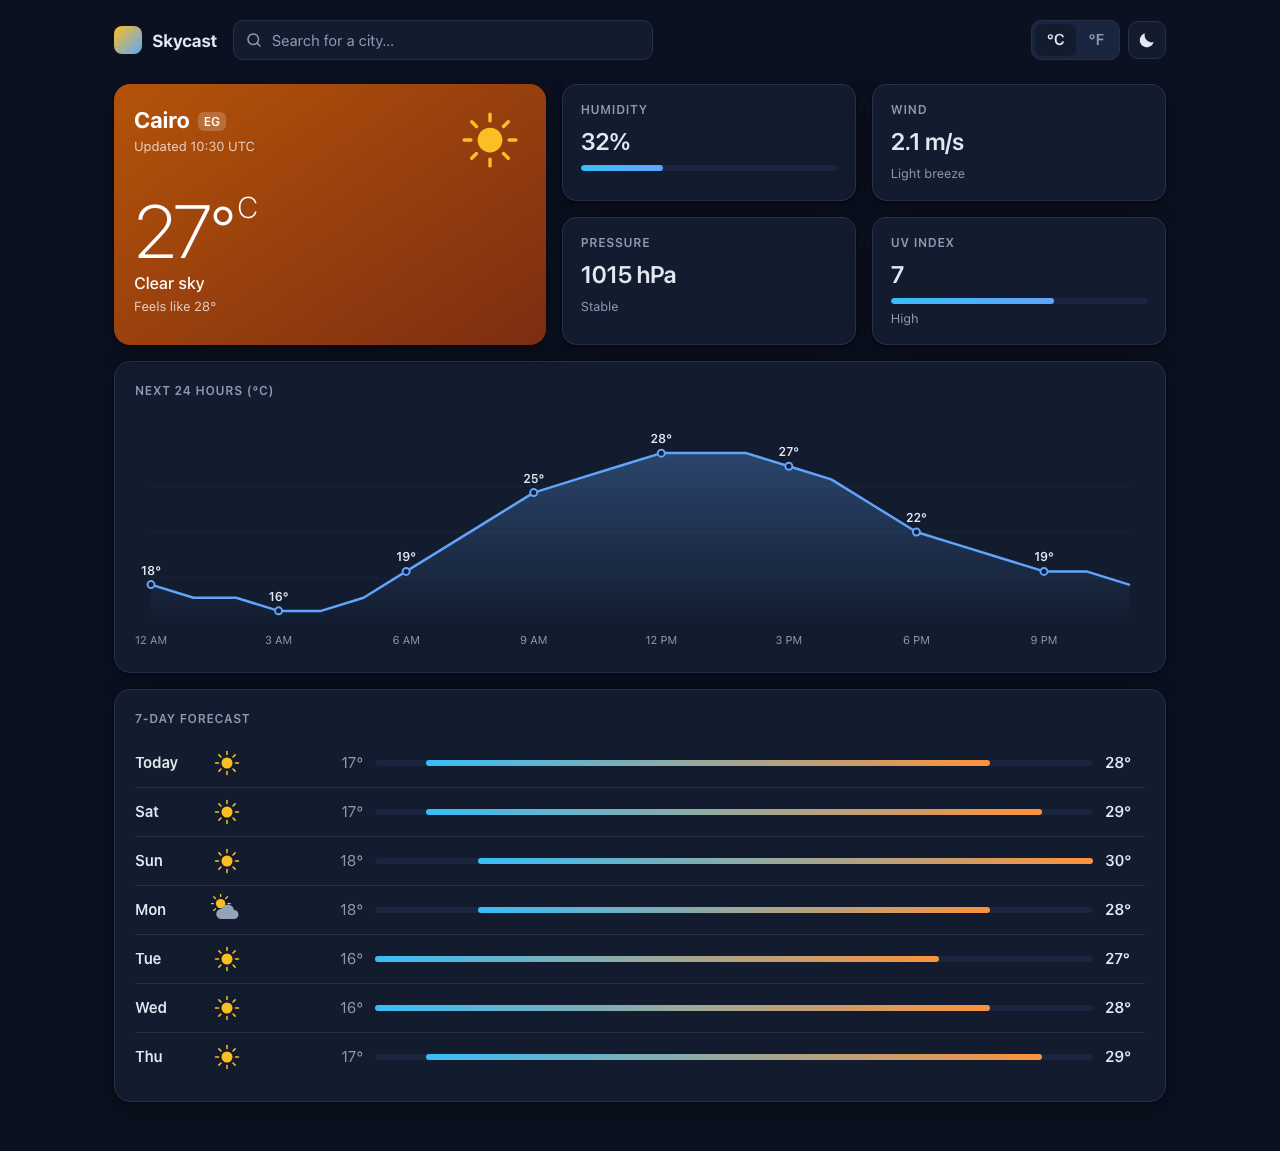 Skycast
Search for a city...
°C °F
Cairo EG
Updated 10:30 UTC
27°C
Clear sky
Feels like 28°
HUMIDITY
32%
WIND
2.1 m/s
Light breeze
PRESSURE
1015 hPa
Stable
UV INDEX
7
High
NEXT 24 HOURS (°C)
18° 16° 19° 25° 28° 27° 22° 19°
12 AM 3 AM 6 AM 9 AM 12 PM 3 PM 6 PM 9 PM
7-DAY FORECAST
Today 17° 28°
Sat 17° 29°
Sun 18° 30°
Mon 18° 28°
Tue 16° 27°
Wed 16° 28°
Thu 17° 29°